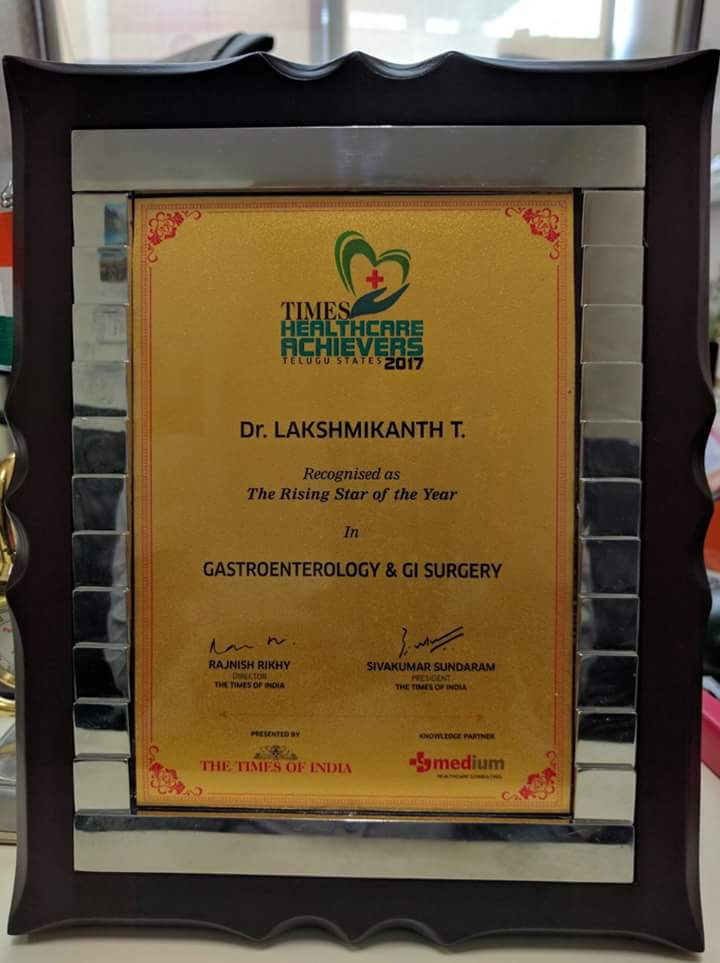 TIMES
HEALTHCARE
ACHIEVERS
TELUGU STATES 2017
Dr. LAKSHMIKANTH T.
Recognised as
The Rising Star of the Year
In
GASTROENTEROLOGY & GI SURGERY
RAJNISH RIKHY
DIRECTOR
THE TIMES OF INDIA
SIVAKUMAR SUNDARAM
PRESIDENT
THE TIMES OF INDIA
PRESENTED BY
THE TIMES OF INDIA
KNOWLEDGE PARTNER
medium
HEALTHCARE CONSULTING